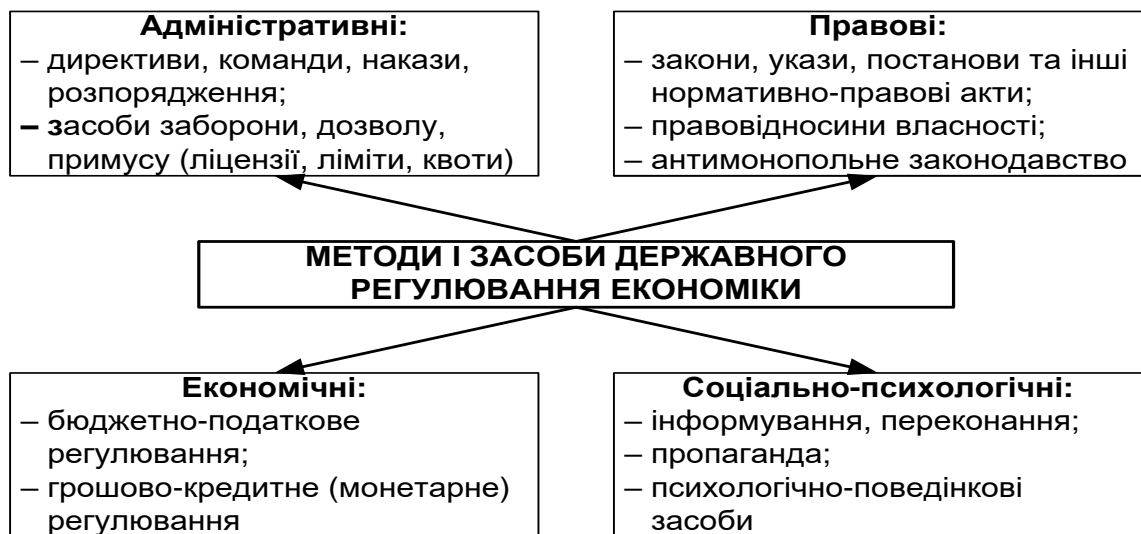 Адміністративні:
– директиви, команди, накази,
розпорядження;
– засоби заборони, дозволу,
примусу (ліцензії, ліміти, квоти)
Правові:
– закони, укази, постанови та інші
нормативно-правові акти;
– правовідносини власності;
– антимонопольне законодавство
МЕТОДИ І ЗАСОБИ ДЕРЖАВНОГО
РЕГУЛЮВАННЯ ЕКОНОМІКИ
Економічні:
– бюджетно-податкове
регулювання;
– грошово-кредитне (монетарне)
регулювання
Соціально-психологічні:
– інформування, переконання;
– пропаганда;
– психологічно-поведінкові
засоби